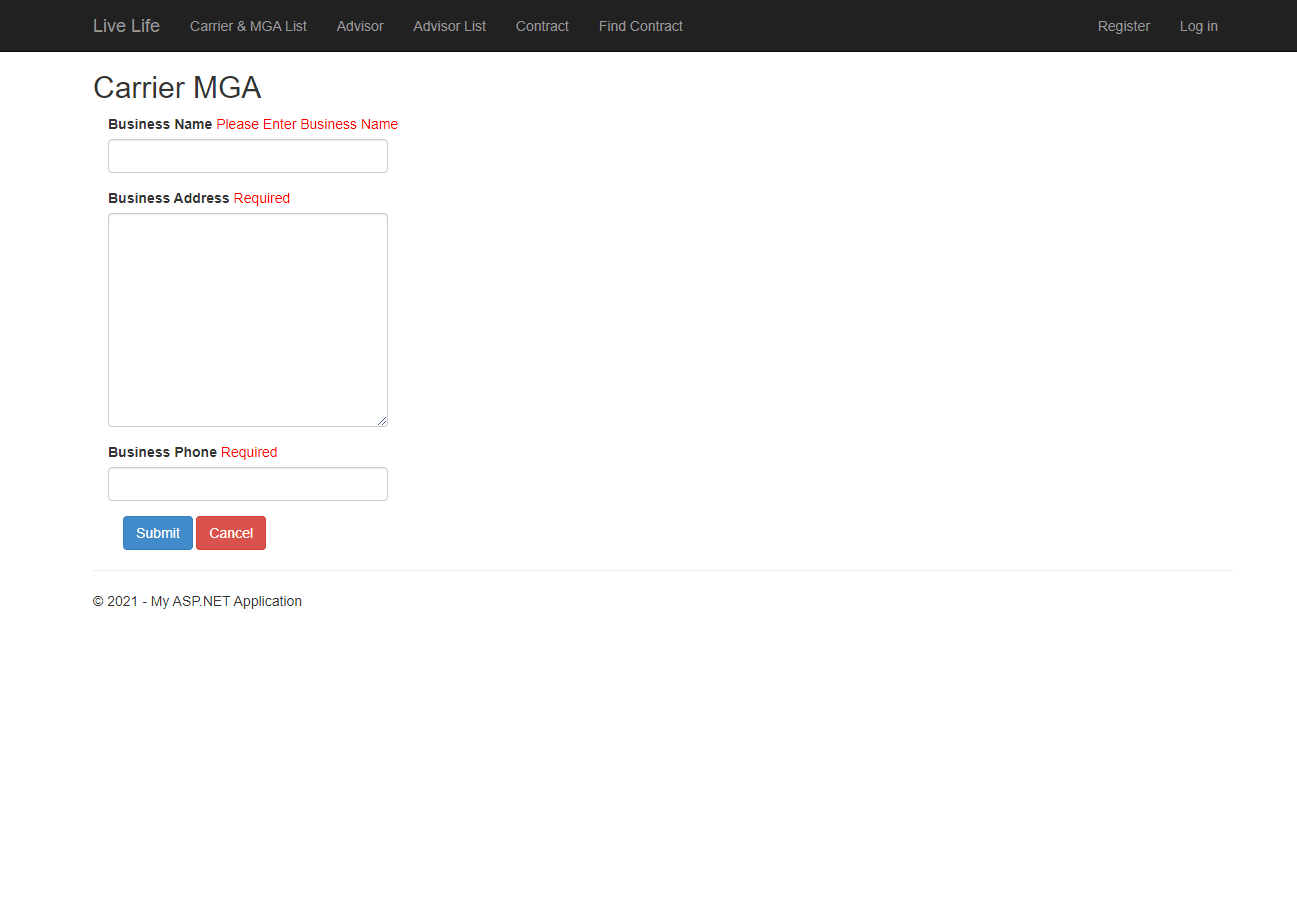 Live Life Carrier & MGA List Advisor Advisor List Contract Find Contract Register Log in
Carrier MGA
Business Name Please Enter Business Name
Business Address Required
Business Phone Required
Submit Cancel
© 2021 - My ASP.NET Application